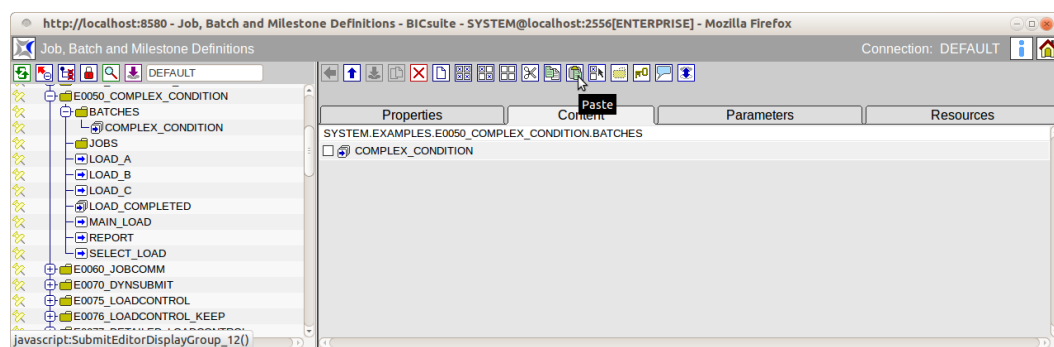 http://localhost:8580 - Job, Batch and Milestone Definitions - BICsuite - SYSTEM@localhost:2556[ENTERPRISE] - Mozilla Firefox
Job, Batch and Milestone Definitions
Connection: DEFAULT
DEFAULT
Paste
Properties
Content
Parameters
Resources
SYSTEM.EXAMPLES.E0050_COMPLEX_CONDITION.BATCHES
COMPLEX_CONDITION
E0050_COMPLEX_CONDITION
BATCHES
COMPLEX_CONDITION
JOBS
LOAD_A
LOAD_B
LOAD_C
LOAD_COMPLETED
MAIN_LOAD
REPORT
SELECT_LOAD
E0060_JOBCOMM
E0070_DYNSUBMIT
E0075_LOADCONTROL
E0076_LOADCONTROL_KEEP
javascript:SubmitEditorDisplayGroup_12()